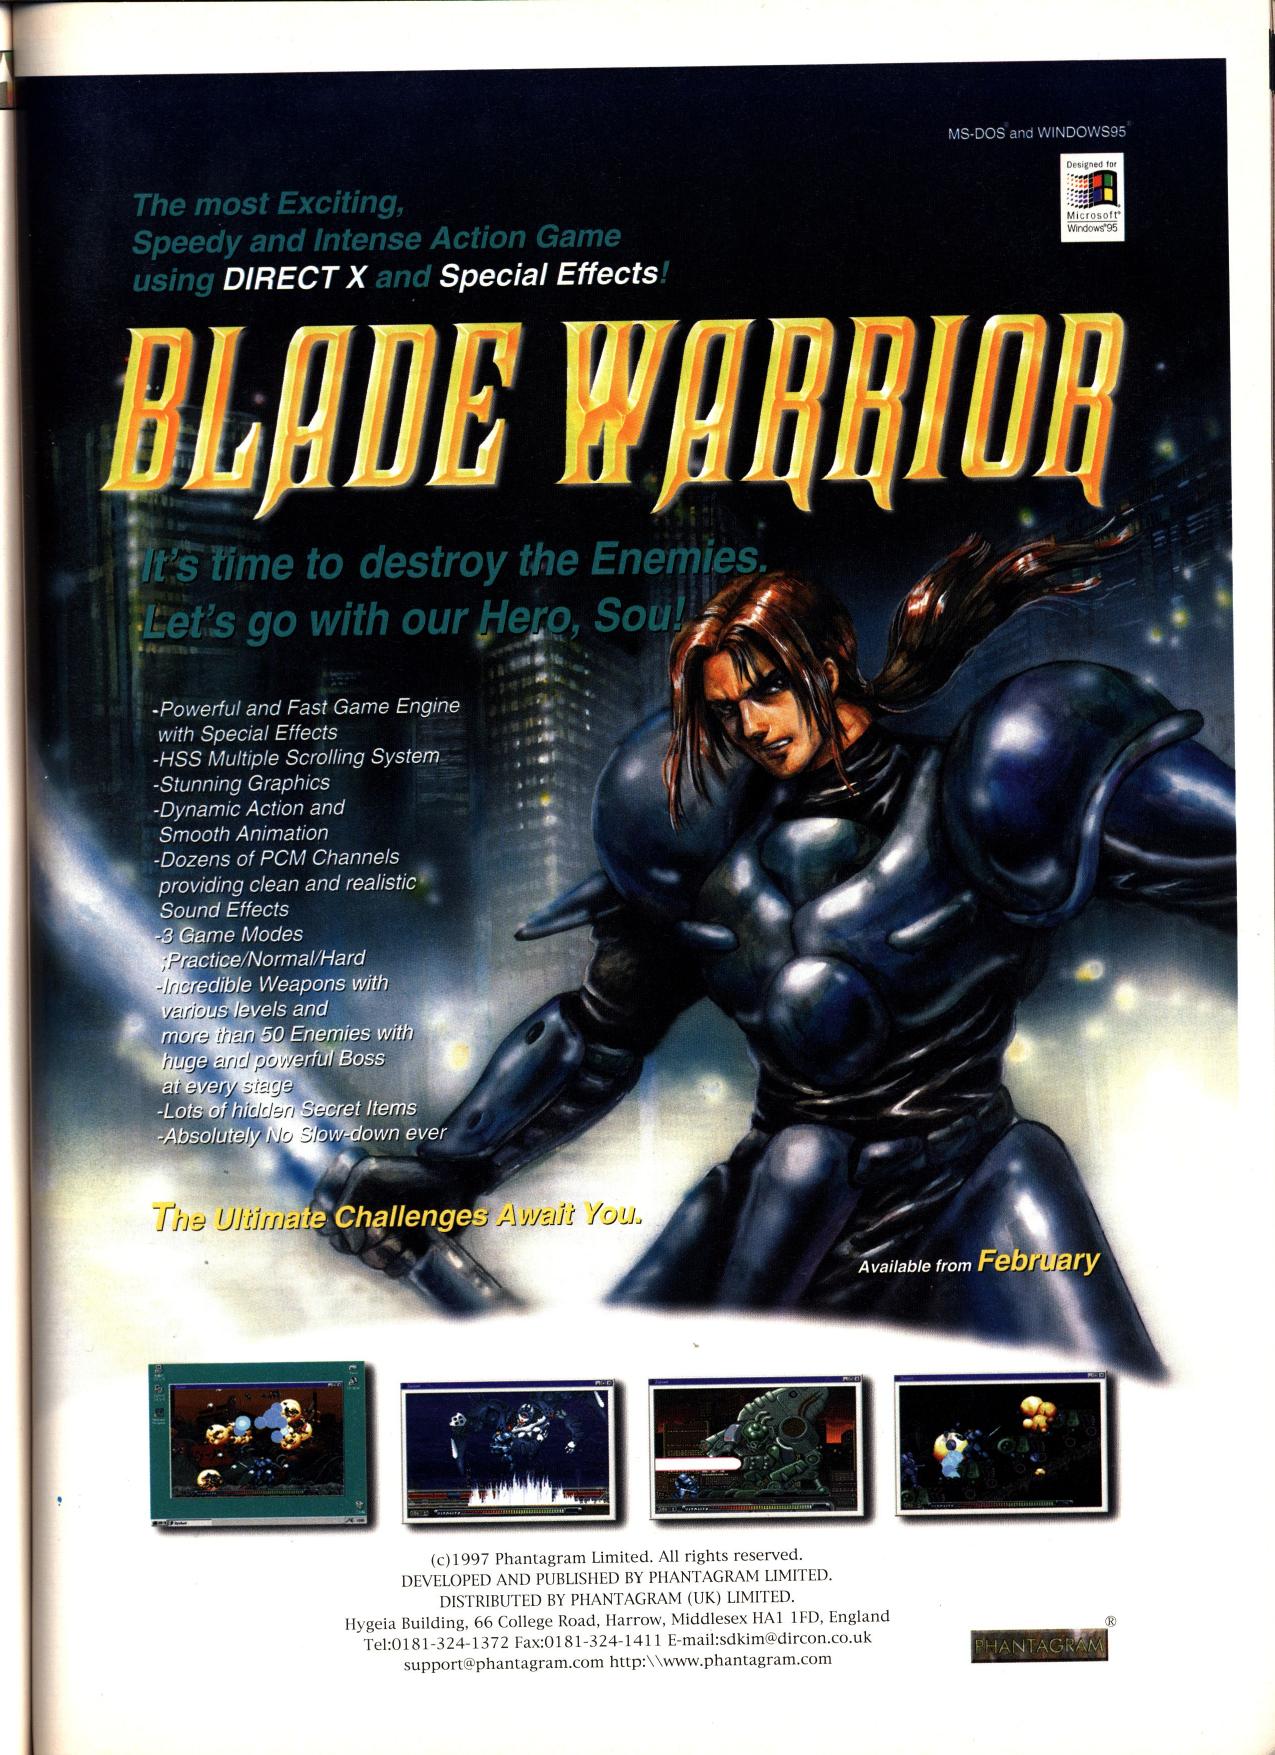 MS-DOS® and WINDOWS95®
Designed for
Microsoft®
Windows®95
The most Exciting,
Speedy and Intense Action Game
using DIRECT X and Special Effects!
BLADE WARRIOR
It's time to destroy the Enemies.
Let's go with our Hero, Sou!
-Powerful and Fast Game Engine
with Special Effects
-HSS Multiple Scrolling System
-Stunning Graphics
-Dynamic Action and
Smooth Animation
-Dozens of PCM Channels
providing clean and realistic
Sound Effects
-3 Game Modes
;Practice/Normal/Hard
-Incredible Weapons with
various levels and
more than 50 Enemies with
huge and powerful Boss
at every stage
-Lots of hidden Secret Items
-Absolutely No Slow-down ever
The Ultimate Challenges Await You.
Available from February
(c)1997 Phantagram Limited. All rights reserved.
DEVELOPED AND PUBLISHED BY PHANTAGRAM LIMITED.
DISTRIBUTED BY PHANTAGRAM (UK) LIMITED.
Hygeia Building, 66 College Road, Harrow, Middlesex HA1 1FD, England
Tel:0181-324-1372 Fax:0181-324-1411 E-mail:sdkim@dircon.co.uk
support@phantagram.com http:\\www.phantagram.com
PHANTAGRAM®